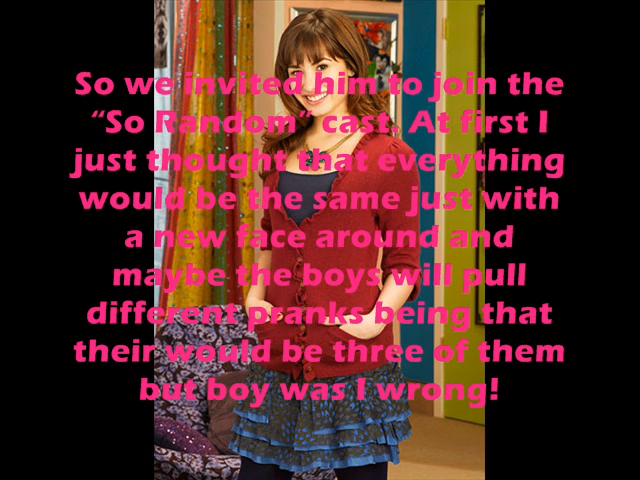 So we invited him to join the
“So Random” cast. At first I
just thought that everything
would be the same just with
a new face around and
maybe the boys will pull
different pranks being that
their would be three of them
but boy was I wrong!